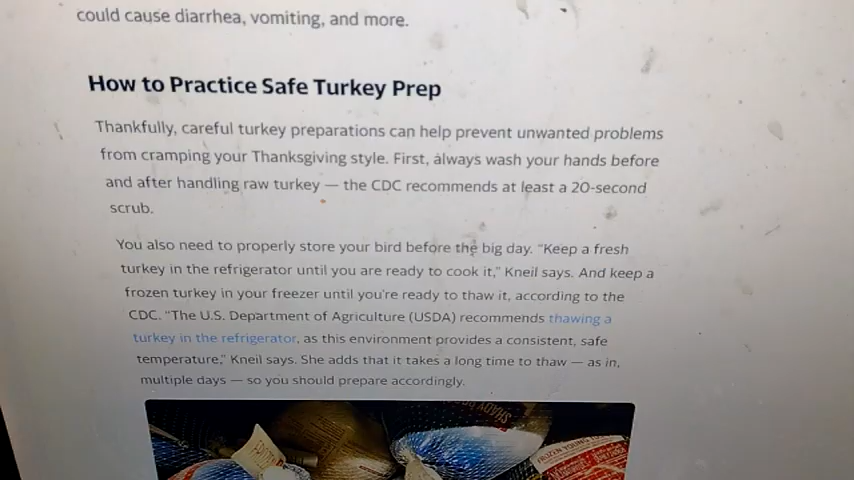 could cause diarrhea, vomiting, and more.
How to Practice Safe Turkey Prep
Thankfully, careful turkey preparations can help prevent unwanted problems
from cramping your Thanksgiving style. First, always wash your hands before
and after handling raw turkey — the CDC recommends at least a 20-second
scrub.
You also need to properly store your bird before the big day. “Keep a fresh
turkey in the refrigerator until you are ready to cook it,” Kneil says. And keep a
frozen turkey in your freezer until you're ready to thaw it, according to the
CDC. “The U.S. Department of Agriculture (USDA) recommends thawing a
turkey in the refrigerator, as this environment provides a consistent, safe
temperature,” Kneil says. She adds that it takes a long time to thaw — as in,
multiple days — so you should prepare accordingly.
SHADY
FROZEN YOUNG